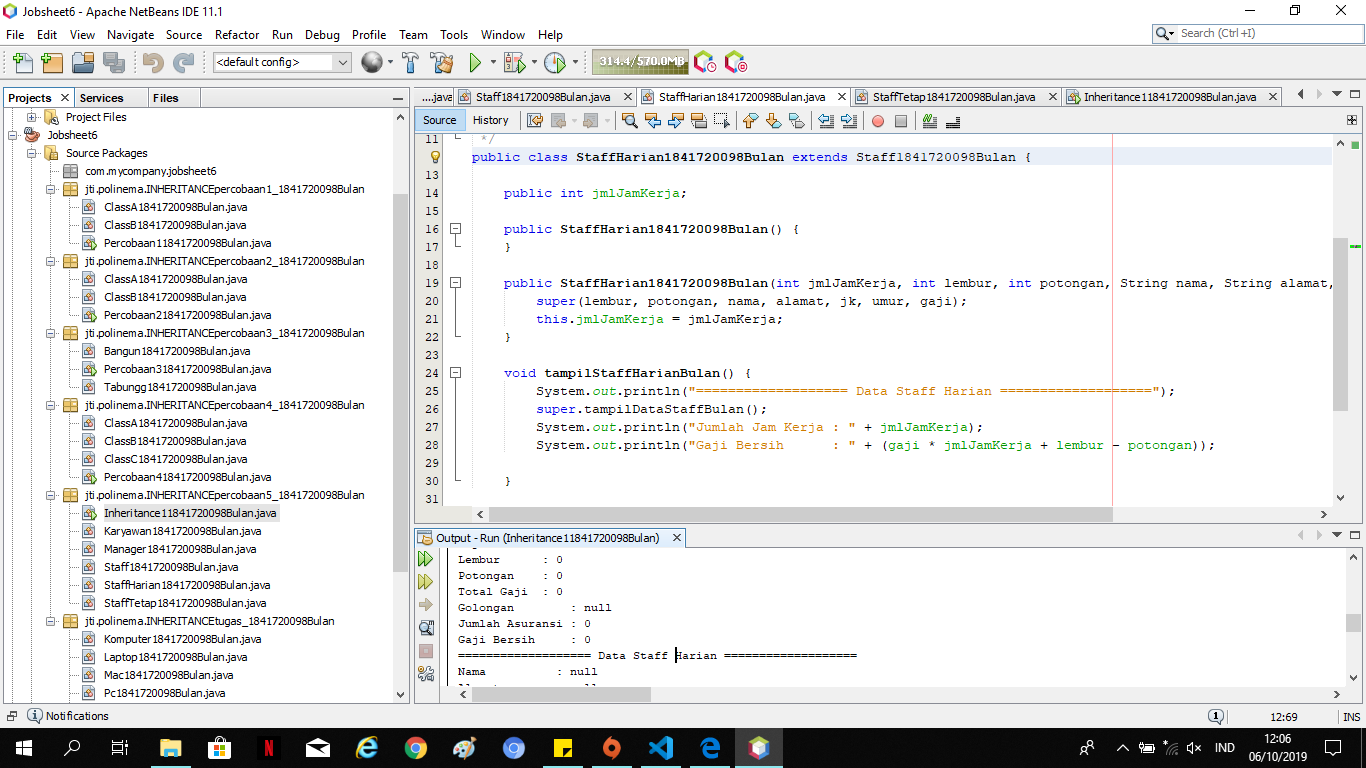 Jobsheet6 - Apache NetBeans IDE 11.1
File Edit View Navigate Source Refactor Run Debug Profile Team Tools Window Help
Search (Ctrl+I)
<default config>
314.4/570.0MB
Projects Services Files
Project Files
Jobsheet6
Source Packages
com.mycompany.jobsheet6
jti.polinema.INHERITANCEpercobaan1_1841720098Bulan
ClassA1841720098Bulan.java
ClassB1841720098Bulan.java
Percobaan11841720098Bulan.java
jti.polinema.INHERITANCEpercobaan2_1841720098Bulan
ClassA1841720098Bulan.java
ClassB1841720098Bulan.java
Percobaan21841720098Bulan.java
jti.polinema.INHERITANCEpercobaan3_1841720098Bulan
Bangun1841720098Bulan.java
Percobaan31841720098Bulan.java
Tabungg1841720098Bulan.java
jti.polinema.INHERITANCEpercobaan4_1841720098Bulan
ClassA1841720098Bulan.java
ClassB1841720098Bulan.java
ClassC1841720098Bulan.java
Percobaan41841720098Bulan.java
jti.polinema.INHERITANCEpercobaan5_1841720098Bulan
Inheritance11841720098Bulan.java
Karyawan1841720098Bulan.java
Manager1841720098Bulan.java
Staff1841720098Bulan.java
StaffHarian1841720098Bulan.java
StaffTetap1841720098Bulan.java
jti.polinema.INHERITANCEtugas_1841720098Bulan
Komputer1841720098Bulan.java
Laptop1841720098Bulan.java
Mac1841720098Bulan.java
Pc1841720098Bulan.java
....java Staff1841720098Bulan.java StaffHarian1841720098Bulan.java StaffTetap1841720098Bulan.java Inheritance11841720098Bulan.java
Source History
11 */
public class StaffHarian1841720098Bulan extends Staff1841720098Bulan {
13
14 public int jmlJamKerja;
15
16 public StaffHarian1841720098Bulan() {
17 }
18
19 public StaffHarian1841720098Bulan(int jmlJamKerja, int lembur, int potongan, String nama, String alamat,
20 super(lembur, potongan, nama, alamat, jk, umur, gaji);
21 this.jmlJamKerja = jmlJamKerja;
22 }
23
24 void tampilStaffHarianBulan() {
25 System.out.println("=================== Data Staff Harian ===================");
26 super.tampilDataStaffBulan();
27 System.out.println("Jumlah Jam Kerja : " + jmlJamKerja);
28 System.out.println("Gaji Bersih      : " + (gaji * jmlJamKerja + lembur - potongan));
29
30 }
31
Output - Run (Inheritance11841720098Bulan)
Lembur : 0
Potongan : 0
Total Gaji : 0
Golongan : null
Jumlah Asuransi : 0
Gaji Bersih : 0
=================== Data Staff Harian ===================
Nama : null
Notifications
1
12:69
INS
IND
12:06
06/10/2019